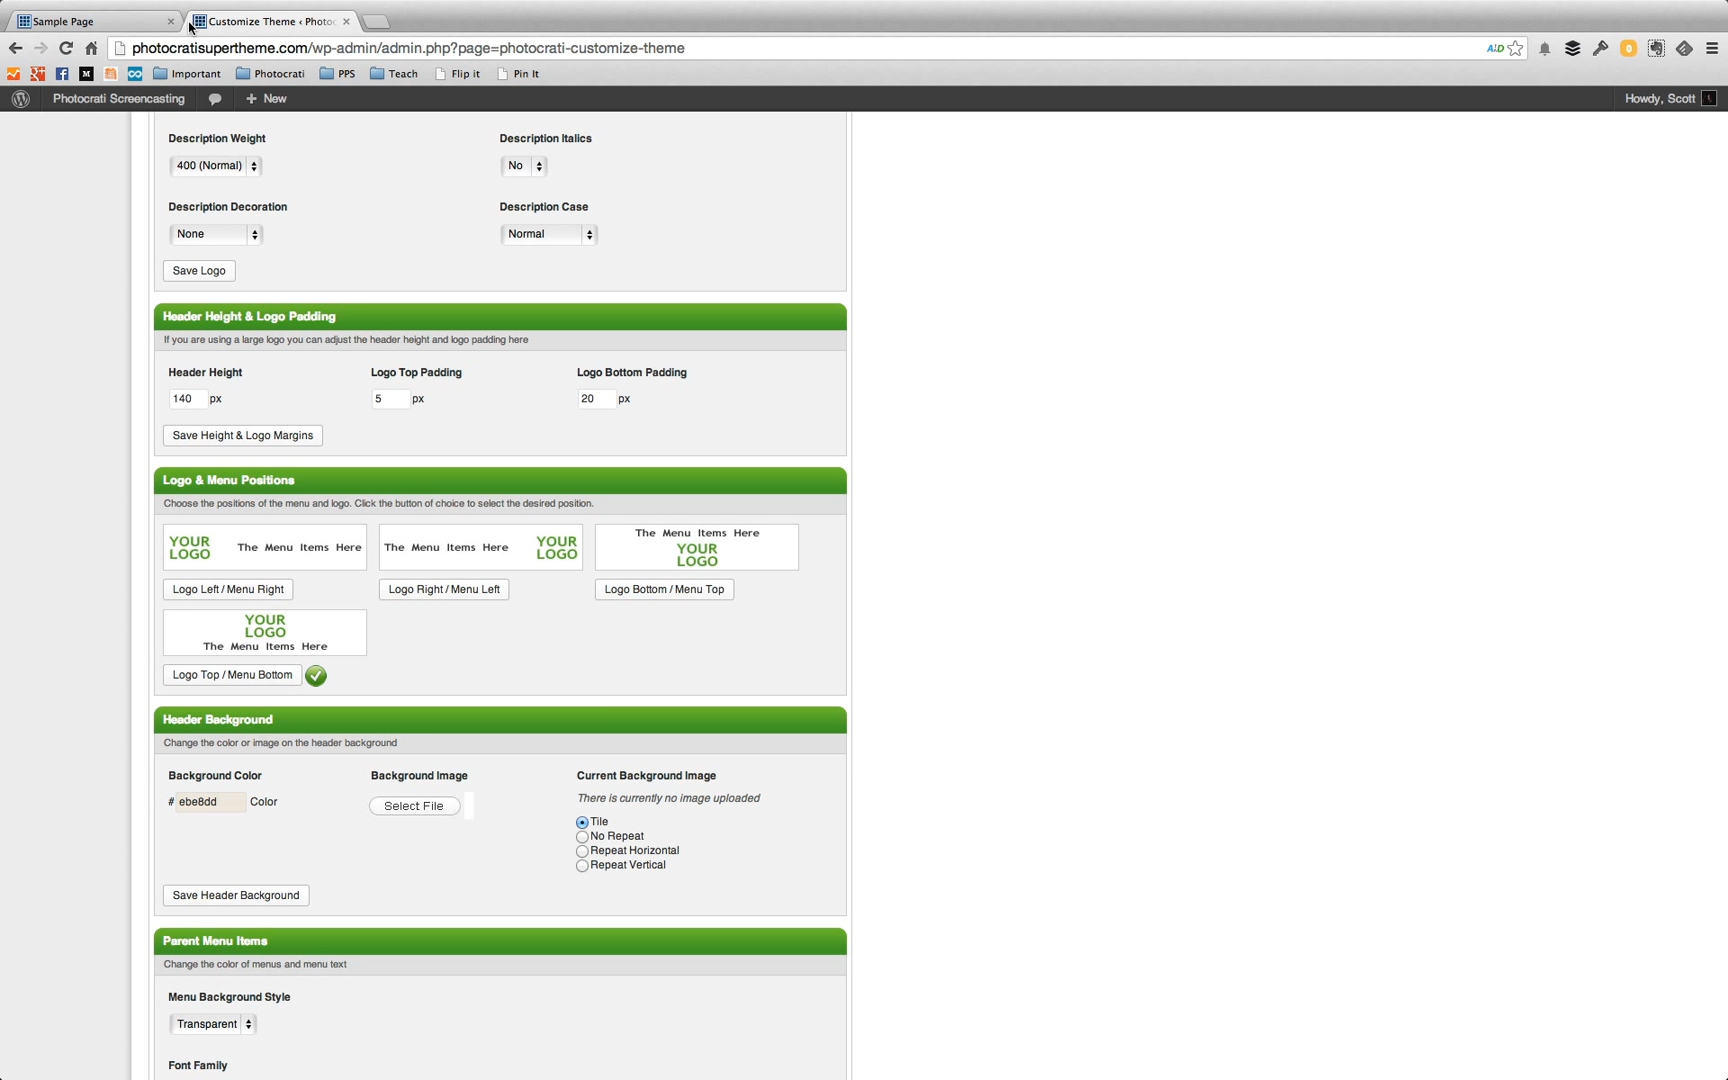 Sample Page
Customize Theme ‹ Photoc
photocratisupertheme.com/wp-admin/admin.php?page=photocrati-customize-theme
Important
Photocrati
PPS
Teach
Flip it
Pin It
Photocrati Screencasting
+ New
Howdy, Scott
Description Weight
Description Italics
400 (Normal)
No
Description Decoration
Description Case
None
Normal
Save Logo
Header Height & Logo Padding
If you are using a large logo you can adjust the header height and logo padding here
Header Height
Logo Top Padding
Logo Bottom Padding
140 px
5 px
20 px
Save Height & Logo Margins
Logo & Menu Positions
Choose the positions of the menu and logo. Click the button of choice to select the desired position.
YOUR LOGO
The Menu Items Here
The Menu Items Here
YOUR LOGO
The Menu Items Here
YOUR LOGO
Logo Left / Menu Right
Logo Right / Menu Left
Logo Bottom / Menu Top
YOUR LOGO
The Menu Items Here
Logo Top / Menu Bottom
Header Background
Change the color or image on the header background
Background Color
Background Image
Current Background Image
# ebe8dd Color
Select File
There is currently no image uploaded
Tile
No Repeat
Repeat Horizontal
Repeat Vertical
Save Header Background
Parent Menu Items
Change the color of menus and menu text
Menu Background Style
Transparent
Font Family